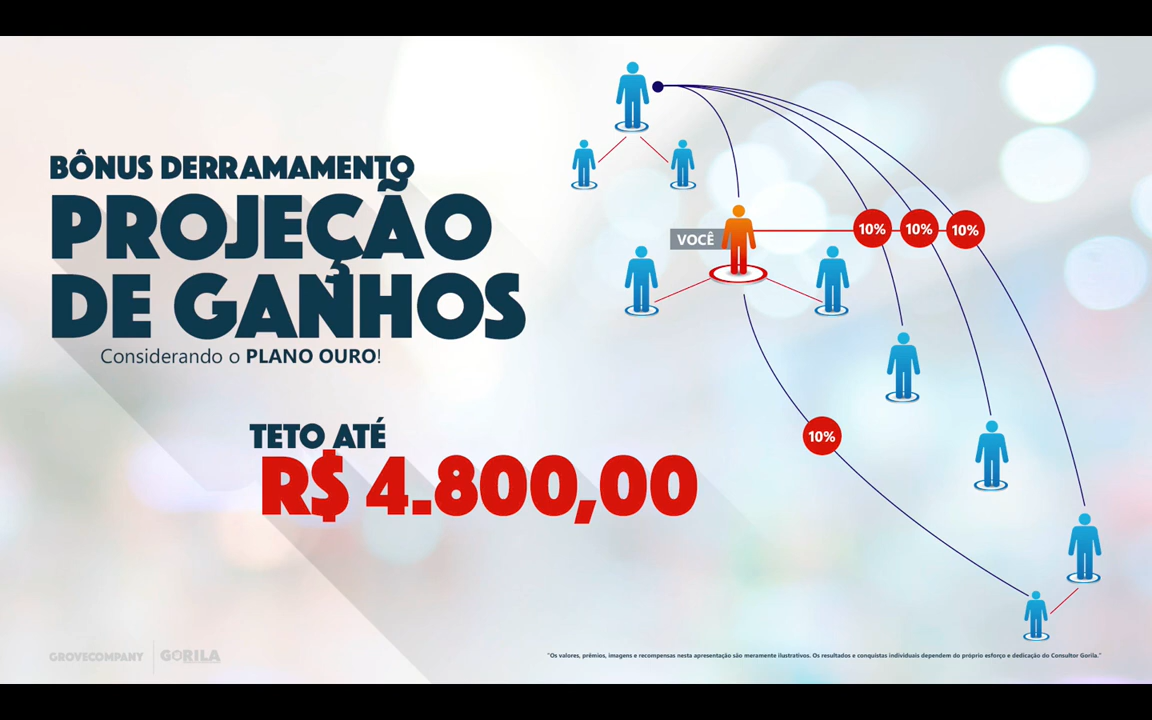 BÔNUS DERRAMAMENTO
PROJEÇÃO
DE GANHOS
Considerando o PLANO OURO!
TETO ATÉ
R$ 4.800,00
VOCÊ
10%
10%
10%
10%
GROVECOMPANY
GORILA
"Os valores, prêmios, imagens e recompensas nesta apresentação são meramente ilustrativos. Os resultados e conquistas individuais dependem do próprio esforço e dedicação do Consultor Gorila."